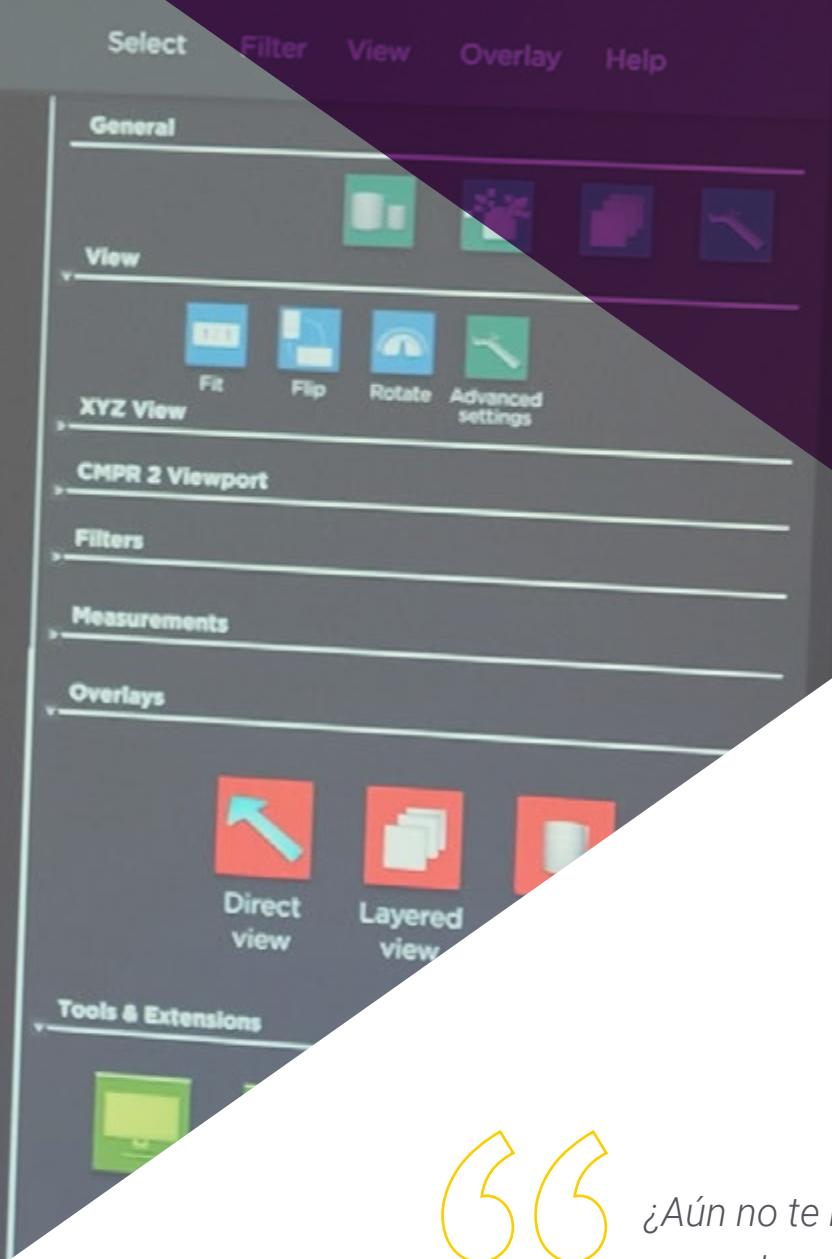 Select Filter View Overlay Help
General
View
Fit Flip Rotate Advanced
settings
XYZ View
CMPR 2 Viewport
Filters
Measurements
Overlays
Direct
view
Layered
view
Tools & Extensions
¿Aún no te